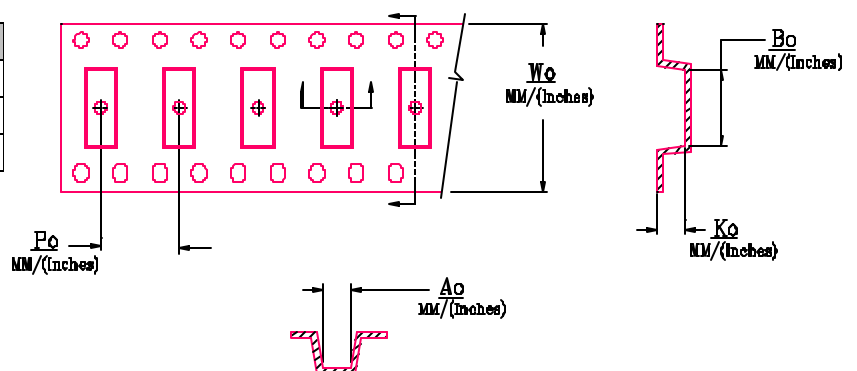 Wo
MM/(Inches)
Bo
MM/(Inches)
Po
MM/(Inches)
Ko
MM/(Inches)
Ao
MM/(Inches)